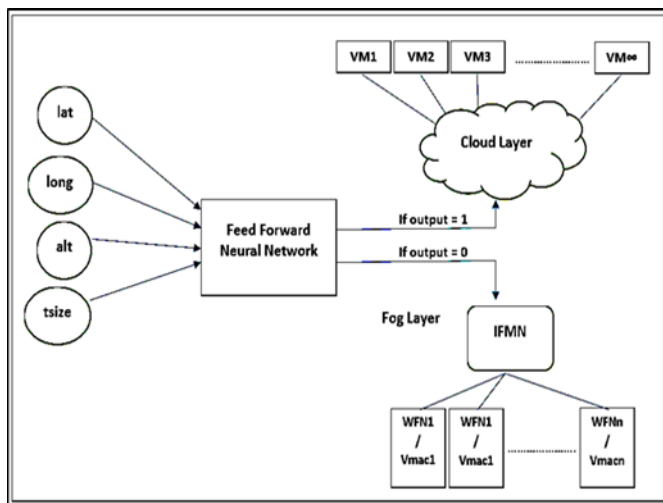 VM1
VM2
VM3
VM∞
Cloud Layer
lat
long
alt
tsize
Feed Forward
Neural Network
If output = 1
If output = 0
Fog Layer
IFMN
WFN1
/
Vmac1
WFN1
/
Vmac1
WFNn
/
Vmacn